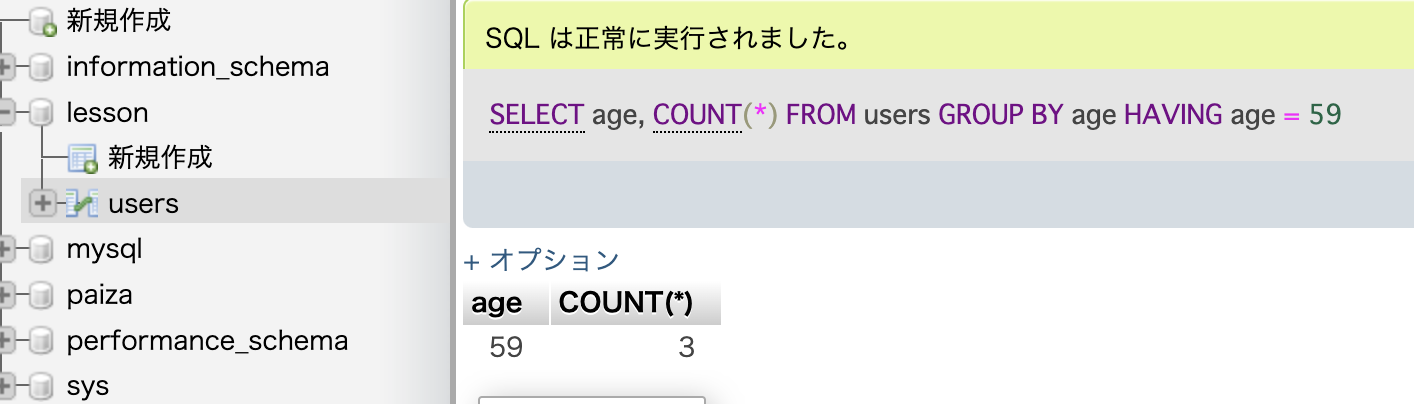 新規作成
information_schema
lesson
新規作成
users
mysql
paiza
performance_schema
sys
SQL は正常に実行されました。
SELECT age, COUNT(*) FROM users GROUP BY age HAVING age = 59
+ オプション
age COUNT(*)
59 3